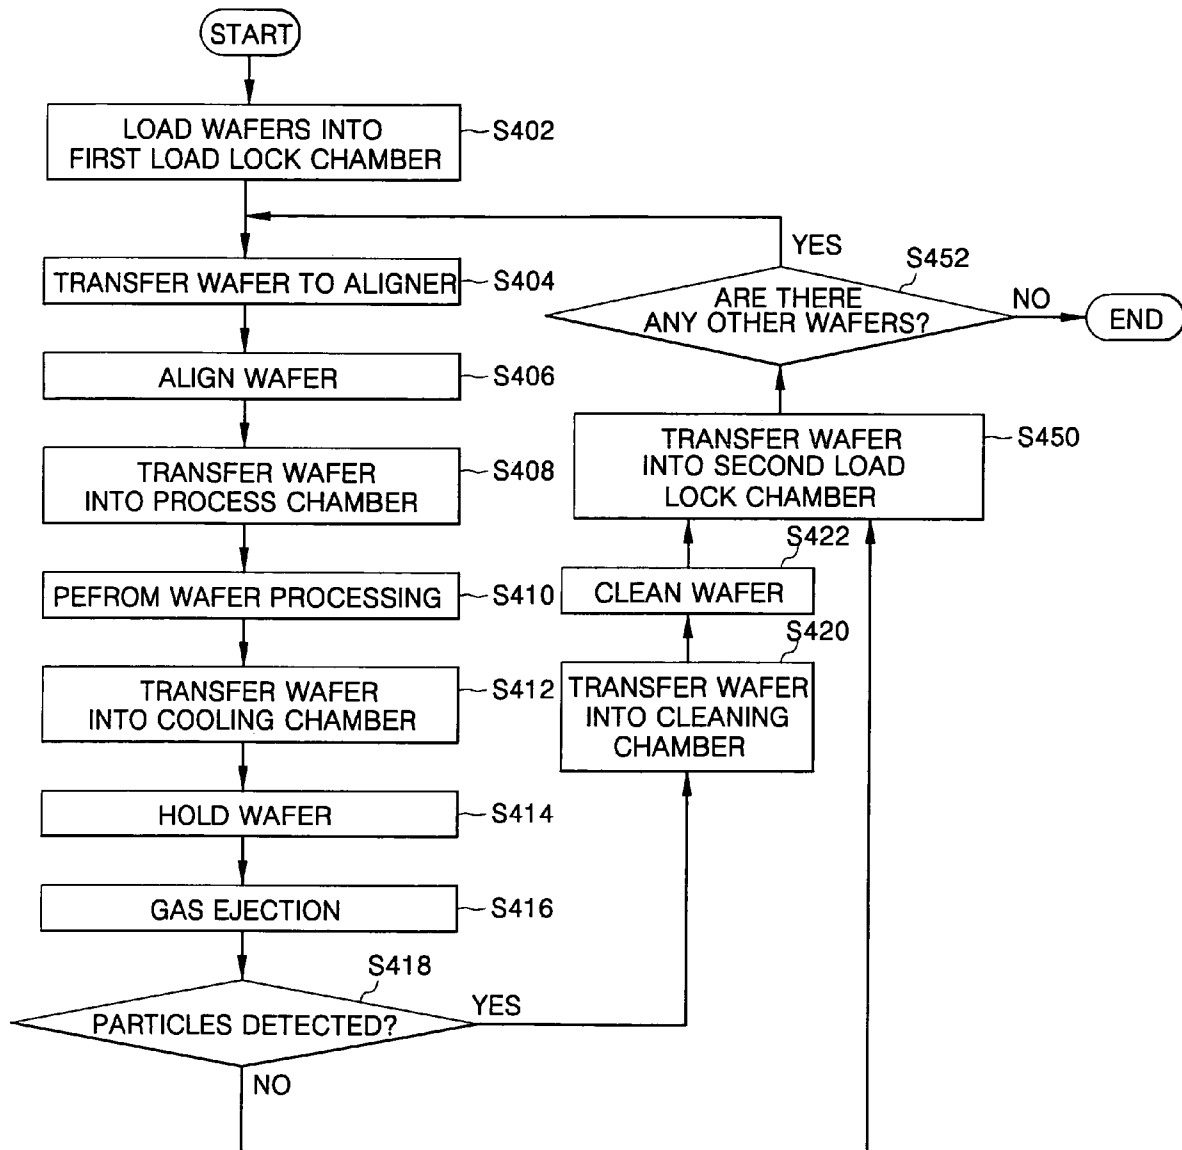 START
LOAD WAFERS INTO
FIRST LOAD LOCK CHAMBER
S402
TRANSFER WAFER TO ALIGNER
S404
ALIGN WAFER
S406
TRANSFER WAFER
INTO PROCESS CHAMBER
S408
PEFROM WAFER PROCESSING
S410
TRANSFER WAFER
INTO COOLING CHAMBER
S412
HOLD WAFER
S414
GAS EJECTION
S416
S418
PARTICLES DETECTED?
YES
NO
S420
TRANSFER WAFER
INTO CLEANING
CHAMBER
S422
CLEAN WAFER
TRANSFER WAFER
INTO SECOND LOAD
LOCK CHAMBER
S450
S452
ARE THERE
ANY OTHER WAFERS?
YES
NO
END